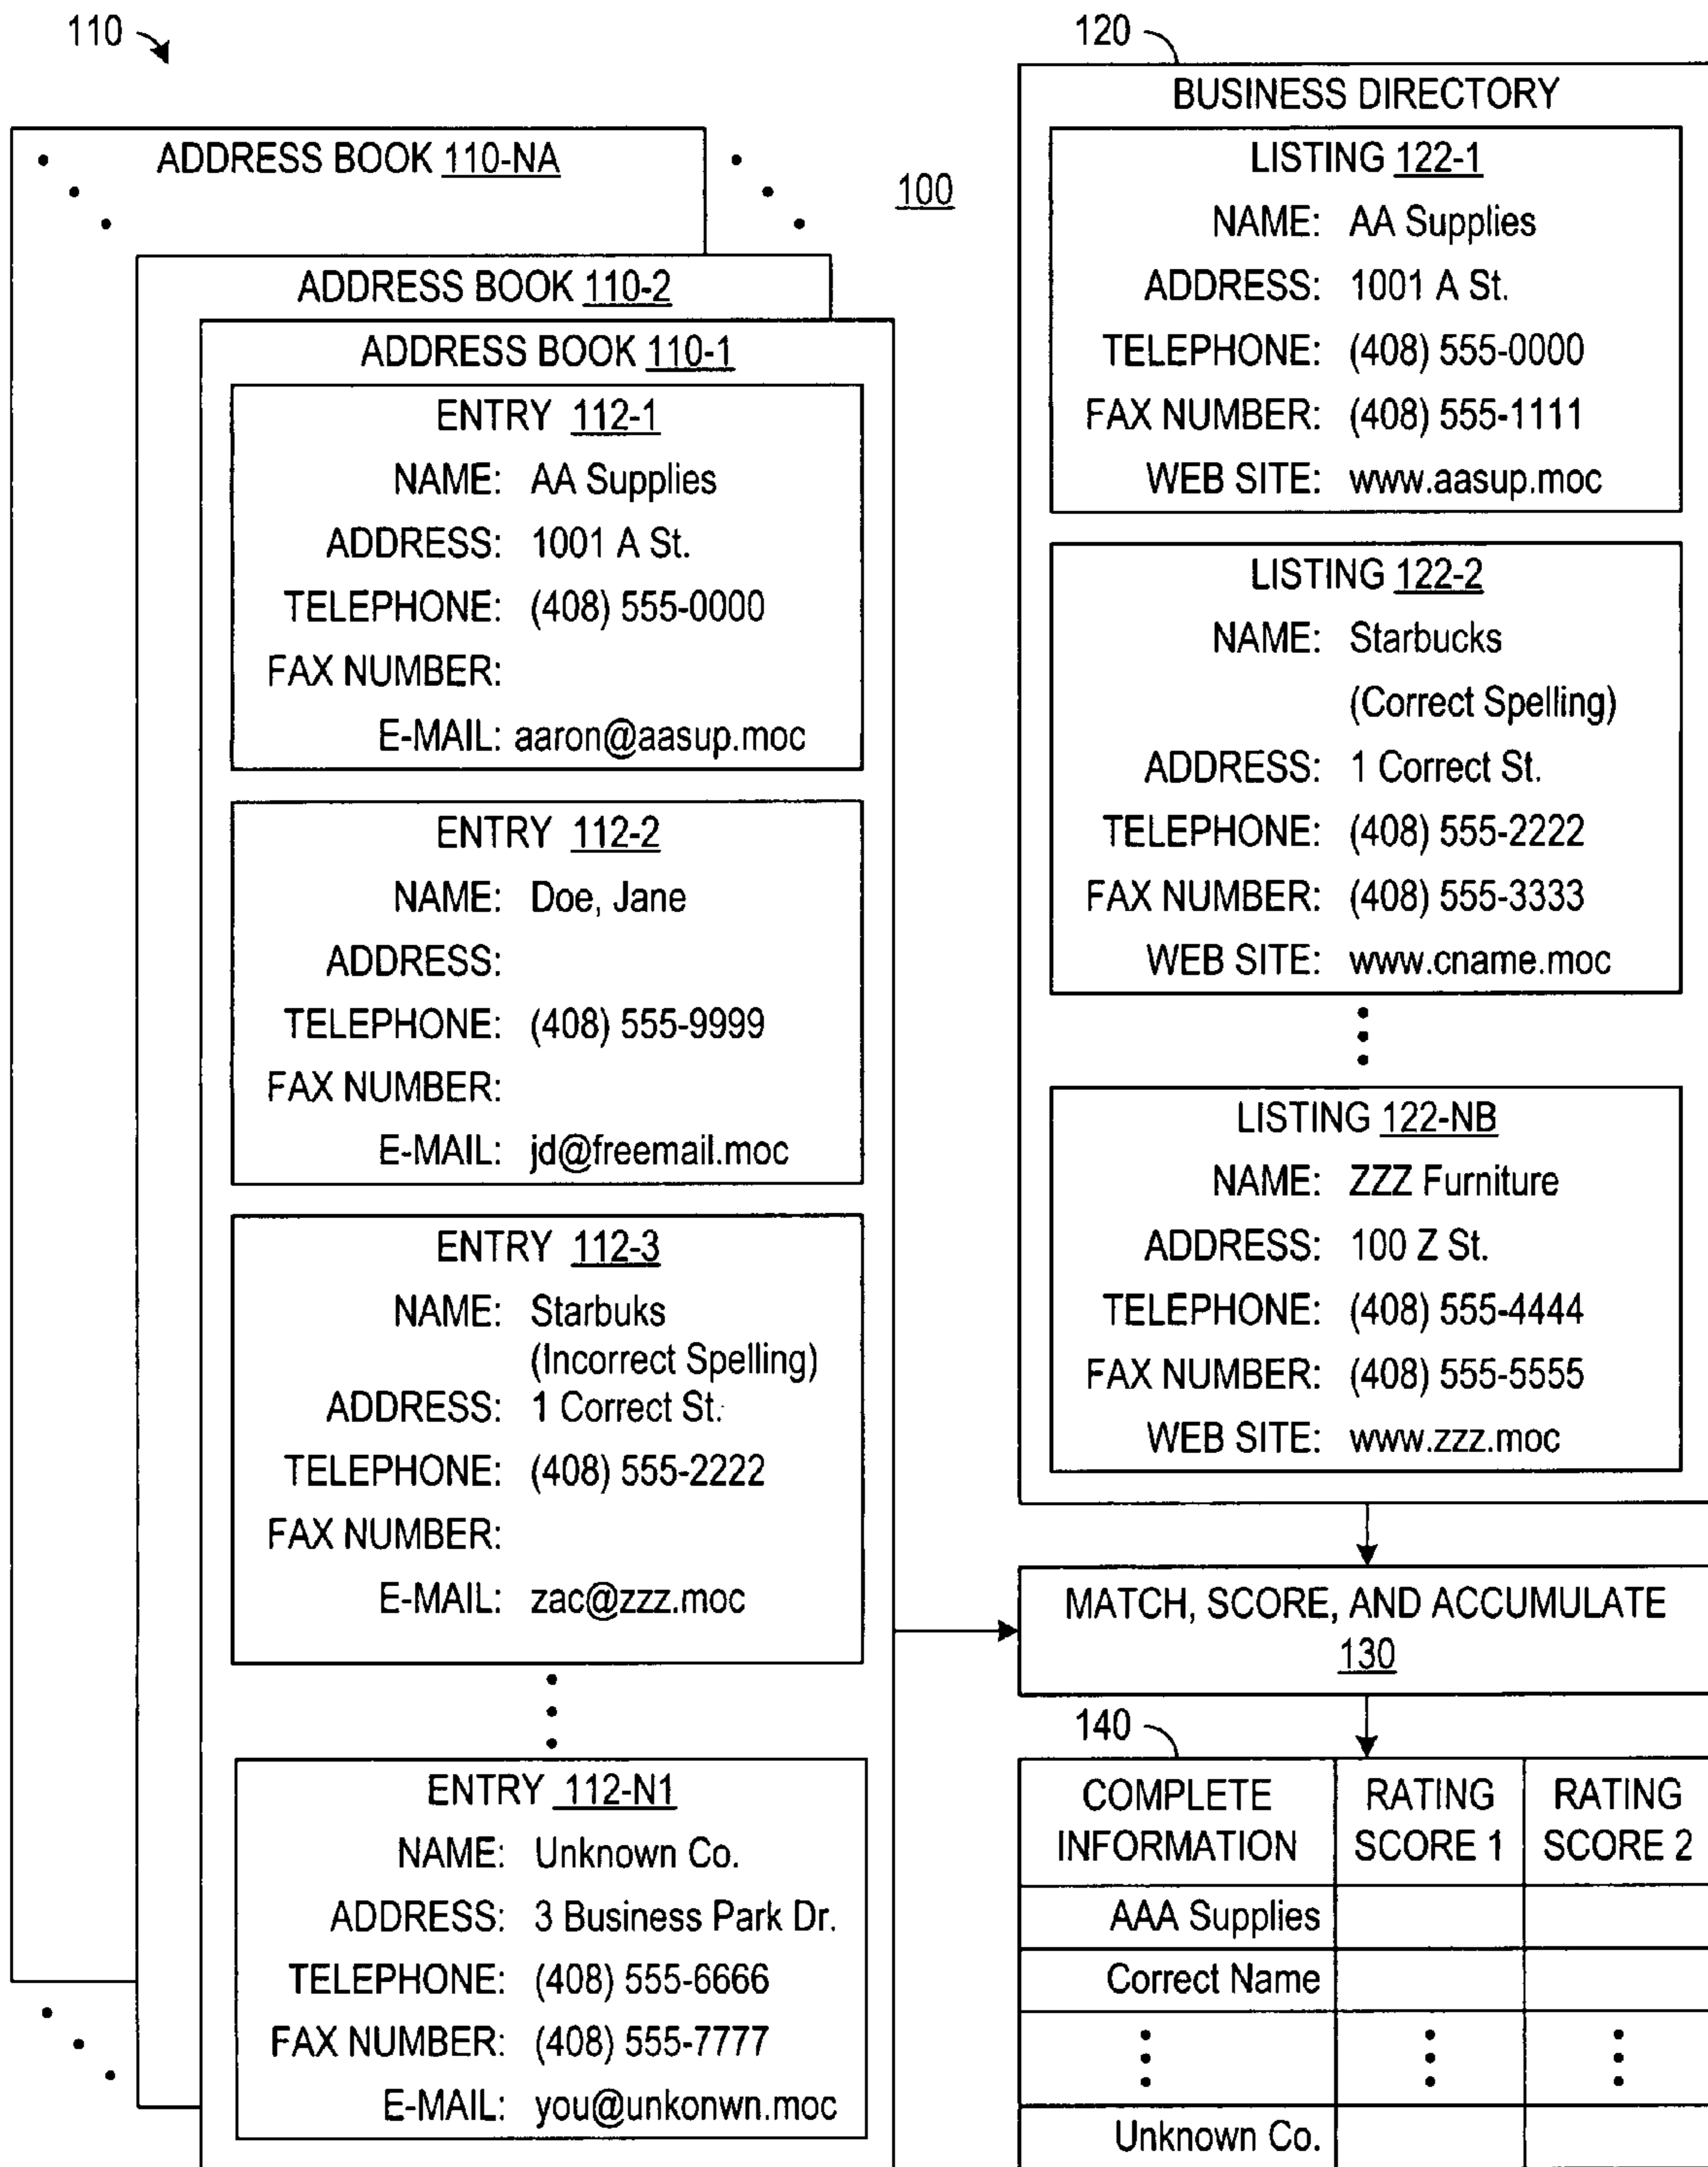 110
ADDRESS BOOK 110-NA
ADDRESS BOOK 110-2
ADDRESS BOOK 110-1
ENTRY 112-1
NAME: AA Supplies
ADDRESS: 1001 A St.
TELEPHONE: (408) 555-0000
FAX NUMBER:
E-MAIL: aaron@aasup.moc
ENTRY 112-2
NAME: Doe, Jane
ADDRESS:
TELEPHONE: (408) 555-9999
FAX NUMBER:
E-MAIL: jd@freemail.moc
ENTRY 112-3
NAME: Starbuks
(Incorrect Spelling)
ADDRESS: 1 Correct St.
TELEPHONE: (408) 555-2222
FAX NUMBER:
E-MAIL: zac@zzz.moc
ENTRY 112-N1
NAME: Unknown Co.
ADDRESS: 3 Business Park Dr.
TELEPHONE: (408) 555-6666
FAX NUMBER: (408) 555-7777
E-MAIL: you@unkonwn.moc
100
120
BUSINESS DIRECTORY
LISTING 122-1
NAME: AA Supplies
ADDRESS: 1001 A St.
TELEPHONE: (408) 555-0000
FAX NUMBER: (408) 555-1111
WEB SITE: www.aasup.moc
LISTING 122-2
NAME: Starbucks
(Correct Spelling)
ADDRESS: 1 Correct St.
TELEPHONE: (408) 555-2222
FAX NUMBER: (408) 555-3333
WEB SITE: www.cname.moc
LISTING 122-NB
NAME: ZZZ Furniture
ADDRESS: 100 Z St.
TELEPHONE: (408) 555-4444
FAX NUMBER: (408) 555-5555
WEB SITE: www.zzz.moc
MATCH, SCORE, AND ACCUMULATE
130
140
COMPLETE RATING RATING
INFORMATION SCORE 1 SCORE 2
AAA Supplies
Correct Name
Unknown Co.